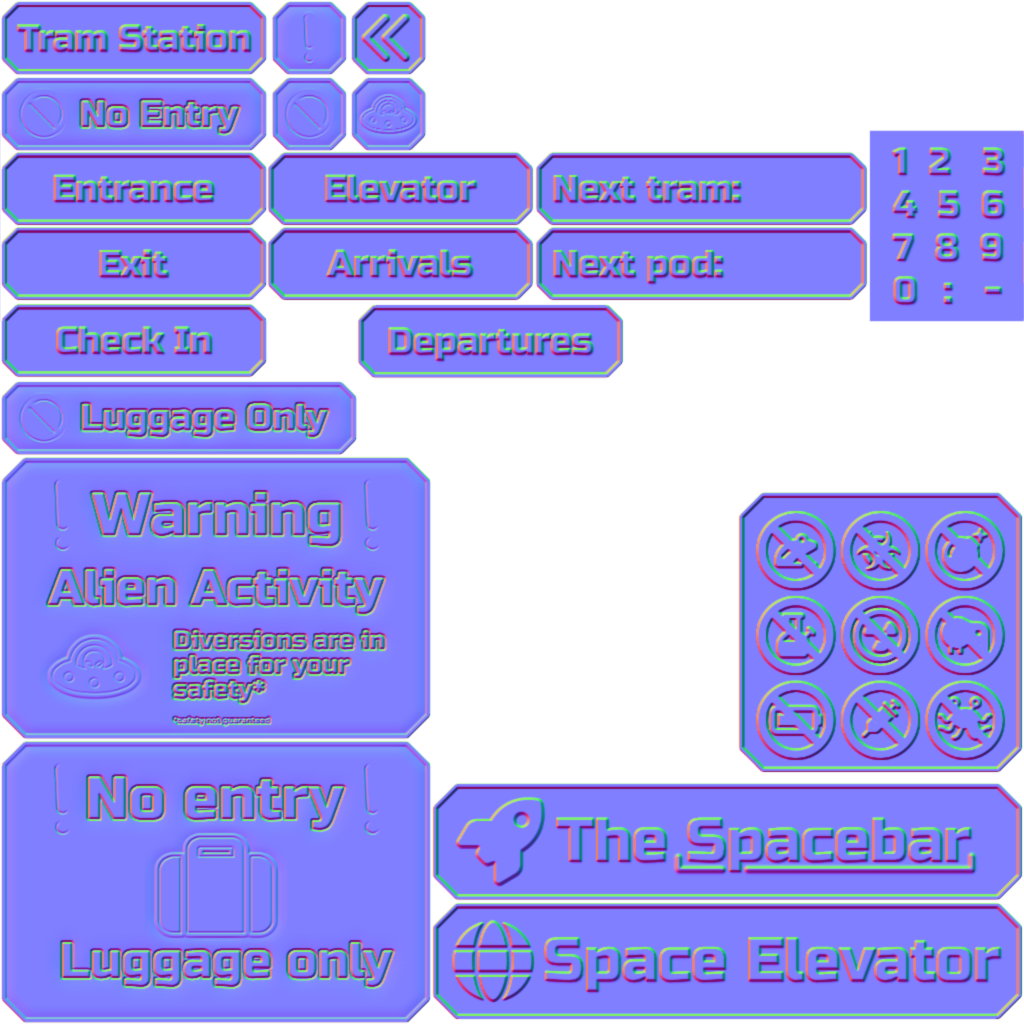 Tram Station
No Entry
Entrance
Elevator
Next tram:
1 2 3
4 5 6
7 8 9
0 : -
Exit
Arrivals
Next pod:
Check In
Departures
Luggage Only
! Warning !
Alien Activity
Diversions are in
place for your
safety*
*safety not guaranteed
! No entry !
Luggage only
The Spacebar
Space Elevator